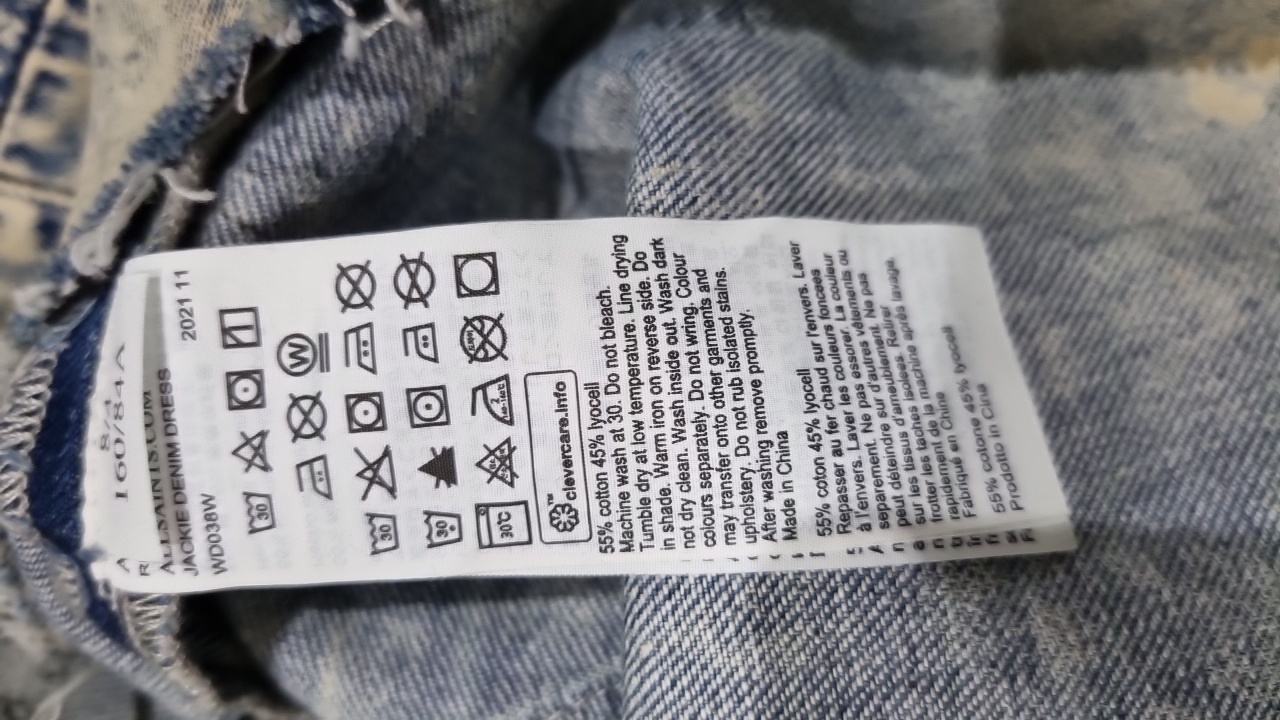 160/84A
ALLSAINTS.COM
JACKIE DENIM DRESS 2021 11
WD038W
30
W
30
30
30°C
clevercare.info
55% cotton 45% lyocell
Machine wash at 30. Do not bleach.
Tumble dry at low temperature. Line drying
in shade. Warm iron on reverse side. Do
not dry clean. Wash inside out. Wash dark
colours separately. Do not wring. Colour
may transfer onto other garments and
upholstery. Do not rub isolated stains.
After washing remove promptly.
Made in China
55% coton 45% lyocell
Repasser au fer chaud sur l'envers. Laver
à l'envers. Laver les couleurs foncées
séparément. Ne pas essorer. La couleur
peut déteindre sur d'autres vêtements ou
sur les tissus d'ameublement. Ne pas
frotter les taches isolées. Retirer
rapidement de la machine après lavage.
Fabriqué en Chine
55% cotone 45% lyocell
Prodotto in Cina